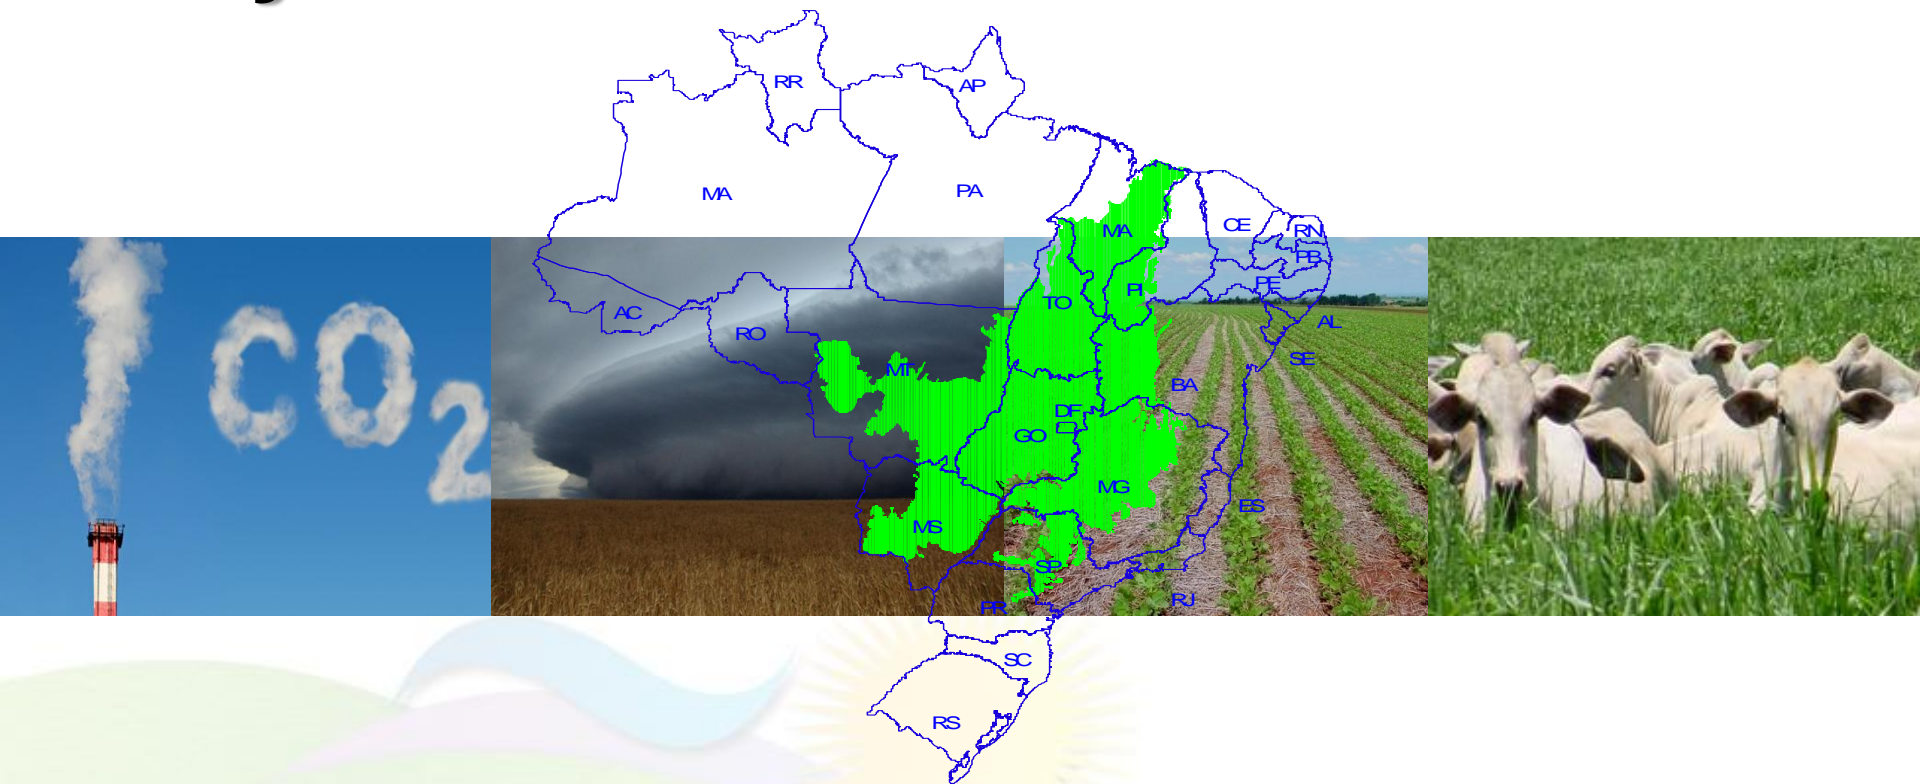 RR
AP
MA
PA
CE
RN
MA
PB
PE
PI
TO
AC
AL
RO
SE
MT
BA
DF
GO
MG
ES
MS
SP
RJ
PR
SC
RS
CO2